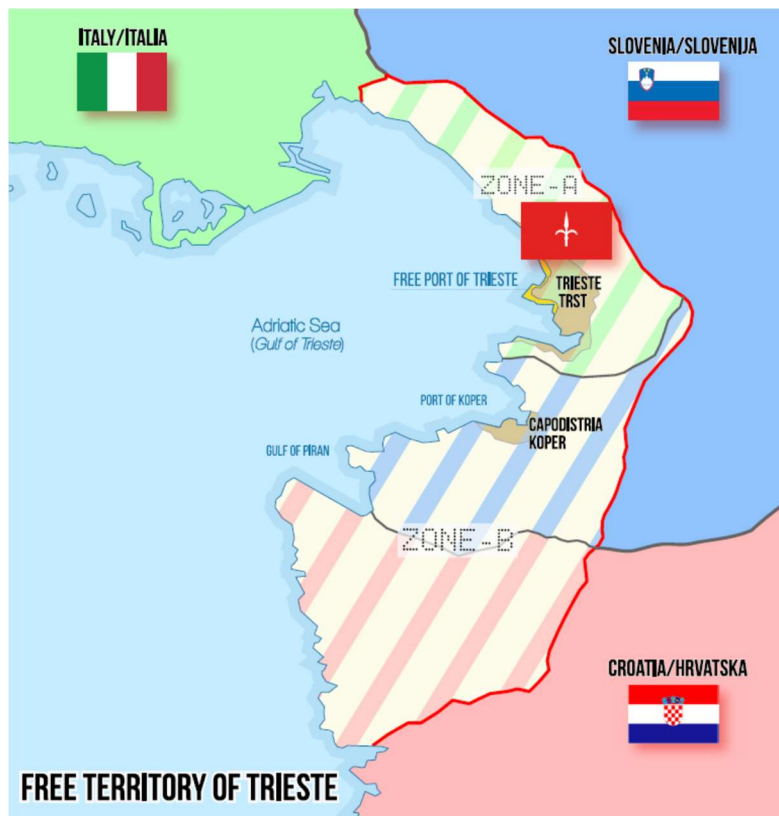 ITALY/ITALIA
SLOVENIA/SLOVENIJA
ZONE-A
FREE PORT OF TRIESTE
TRIESTE
TRST
Adriatic Sea
(Gulf of Trieste)
PORT OF KOPER
CAPODISTRIA
KOPER
GULF OF PIRAN
ZONE-B
CROATIA/HRVATSKA
FREE TERRITORY OF TRIESTE